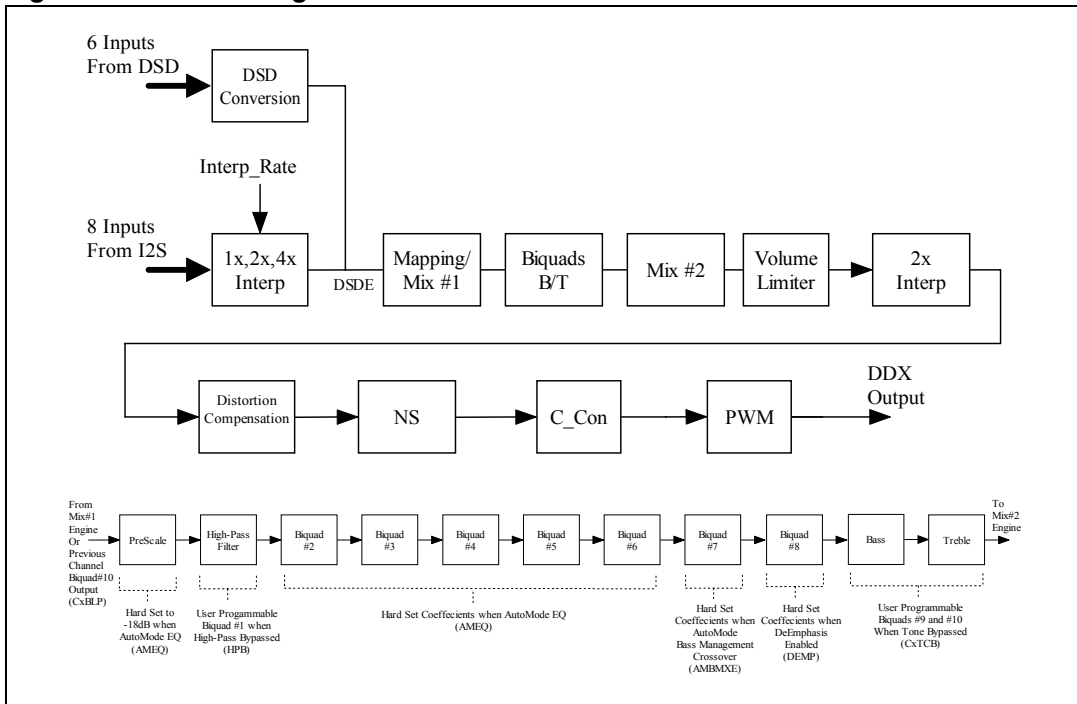 6 Inputs
From DSD
DSD
Conversion
Interp_Rate
8 Inputs
From I2S
1x,2x,4x
Interp
DSDE
Mapping/
Mix #1
Biquads
B/T
Mix #2
Volume
Limiter
2x
Interp
Distortion
Compensation
NS
C_Con
PWM
DDX
Output
From
Mix#1
Engine
Or
Previous
Channel
Biquad#10
Output
(CxBLP)
PreScale
High-Pass
Filter
Biquad
#2
Biquad
#3
Biquad
#4
Biquad
#5
Biquad
#6
Biquad
#7
Biquad
#8
Bass
Treble
To
Mix#2
Engine
Hard Set to
-18dB when
AutoMode EQ
(AMEQ)
User Progammable
Biquad #1 when
High-Pass Bypassed
(HPB)
Hard Set Coeffecients when AutoMode EQ
(AMEQ)
Hard Set
Coeffecients when
AutoMode
Bass Management
Crossover
(AMBMXE)
Hard Set
Coeffecients when
DeEmphasis
Enabled
(DEMP)
User Programmable
Biquads #9 and #10
When Tone Bypassed
(CxTCB)